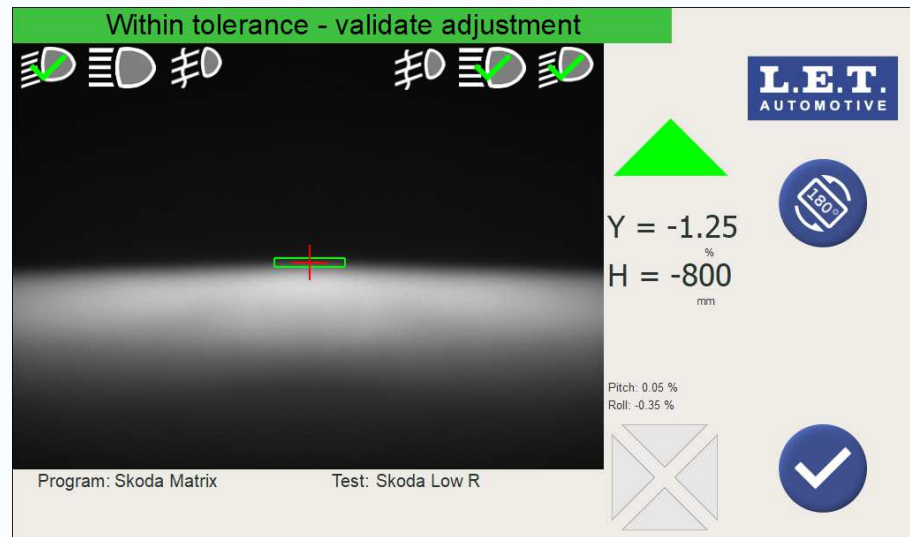 Within tolerance - validate adjustment
L.E.T.
AUTOMOTIVE
180°
Y = -1.25
%
H = -800
mm
Pitch: 0.05 %
Roll: -0.35 %
Program: Skoda Matrix
Test: Skoda Low R